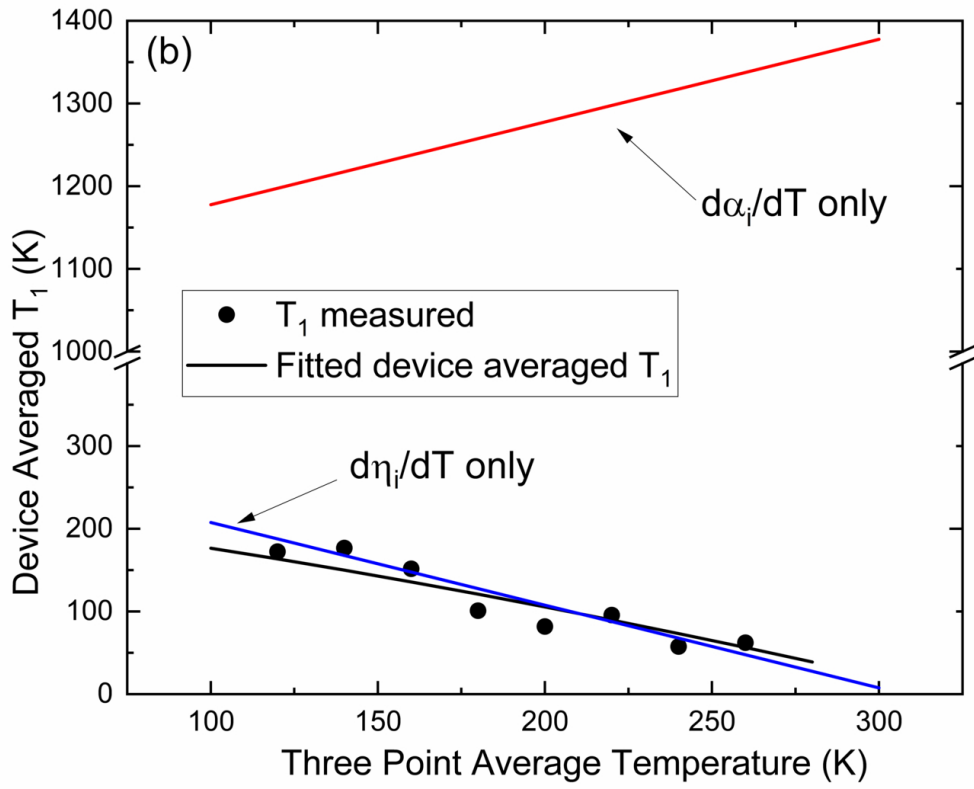 (b)
1400
1300
1200
1100
1000
300
200
100
0
Device Averaged T₁ (K)
dαᵢ/dT only
T₁ measured
Fitted device averaged T₁
dηᵢ/dT only
100
150
200
250
300
Three Point Average Temperature (K)